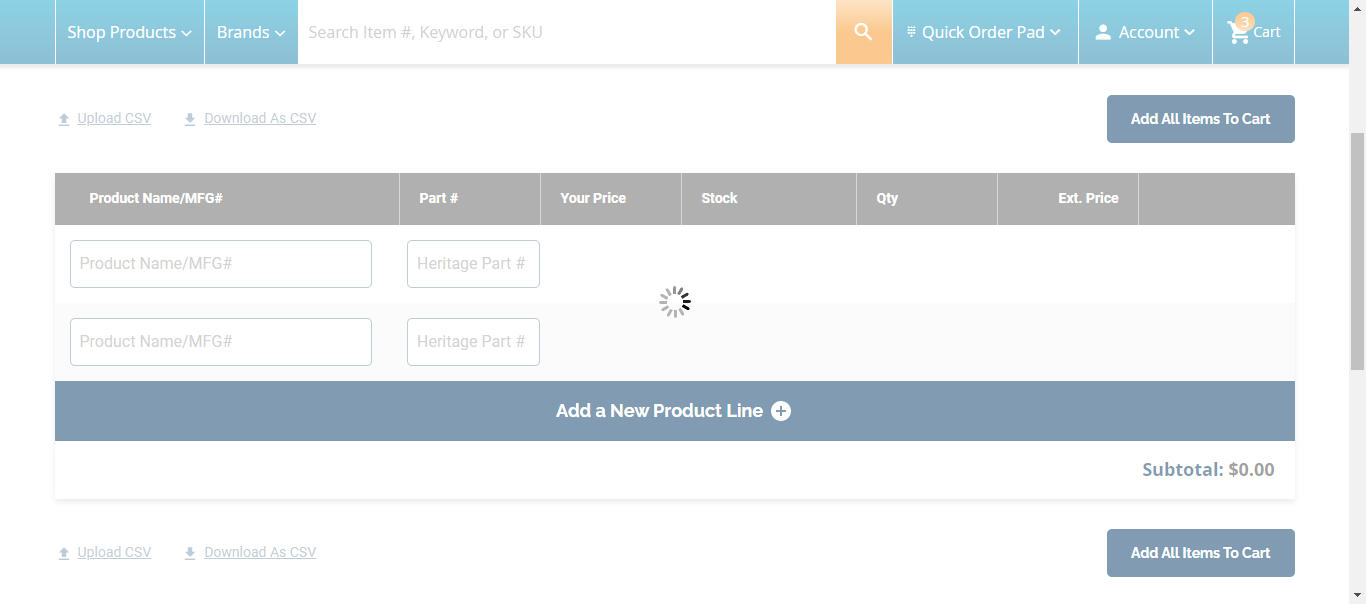 Shop Products Brands Search Item #, Keyword, or SKU Quick Order Pad Account 3 Cart
Upload CSV Download As CSV Add All Items To Cart
Product Name/MFG# Part # Your Price Stock Qty Ext. Price
Product Name/MFG# Heritage Part #
Product Name/MFG# Heritage Part #
Add a New Product Line
Subtotal: $0.00
Upload CSV Download As CSV Add All Items To Cart